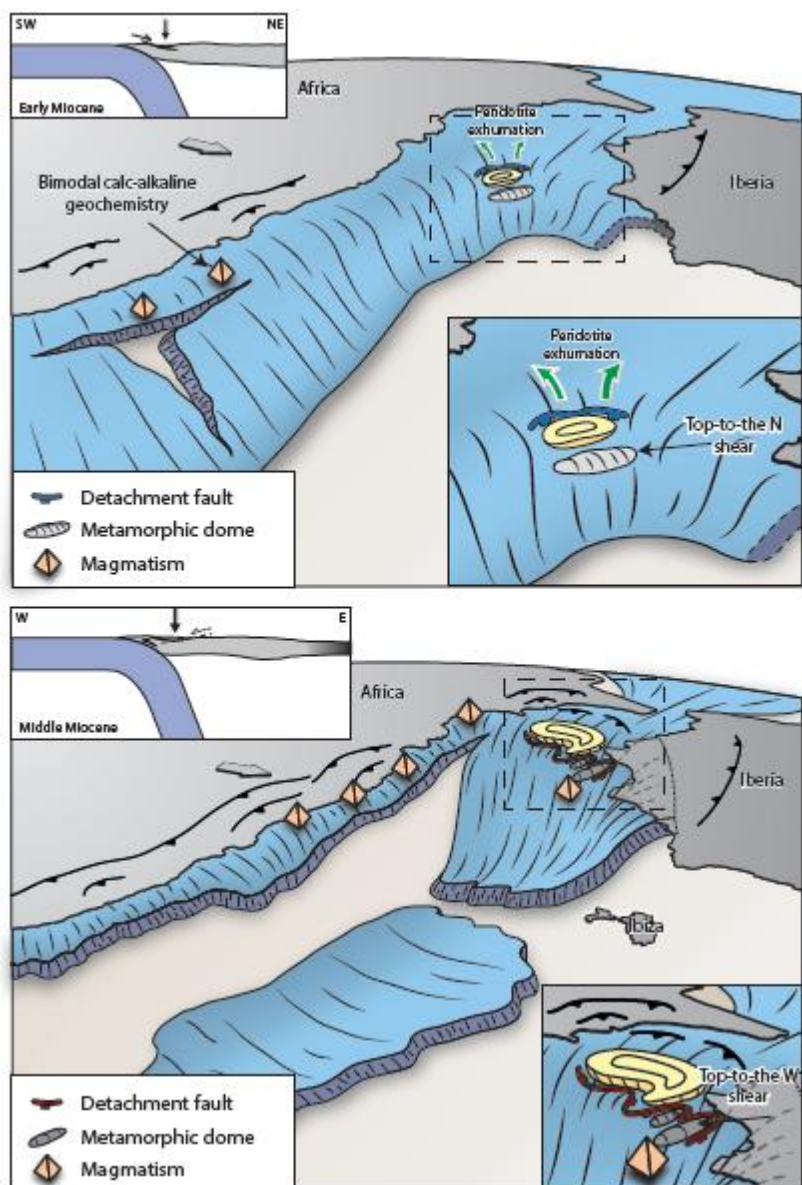 SW NE
Early Miocene
Africa
Peridotite
exhumation
Bimodal calc-alkaline
geochemistry
Iberia
Peridotite
exhumation
Top-to-the N
shear
Detachment fault
Metamorphic dome
Magmatism
W E
Middle Miocene
Africa
Iberia
Ibiza
Top-to-the W
shear
Detachment fault
Metamorphic dome
Magmatism